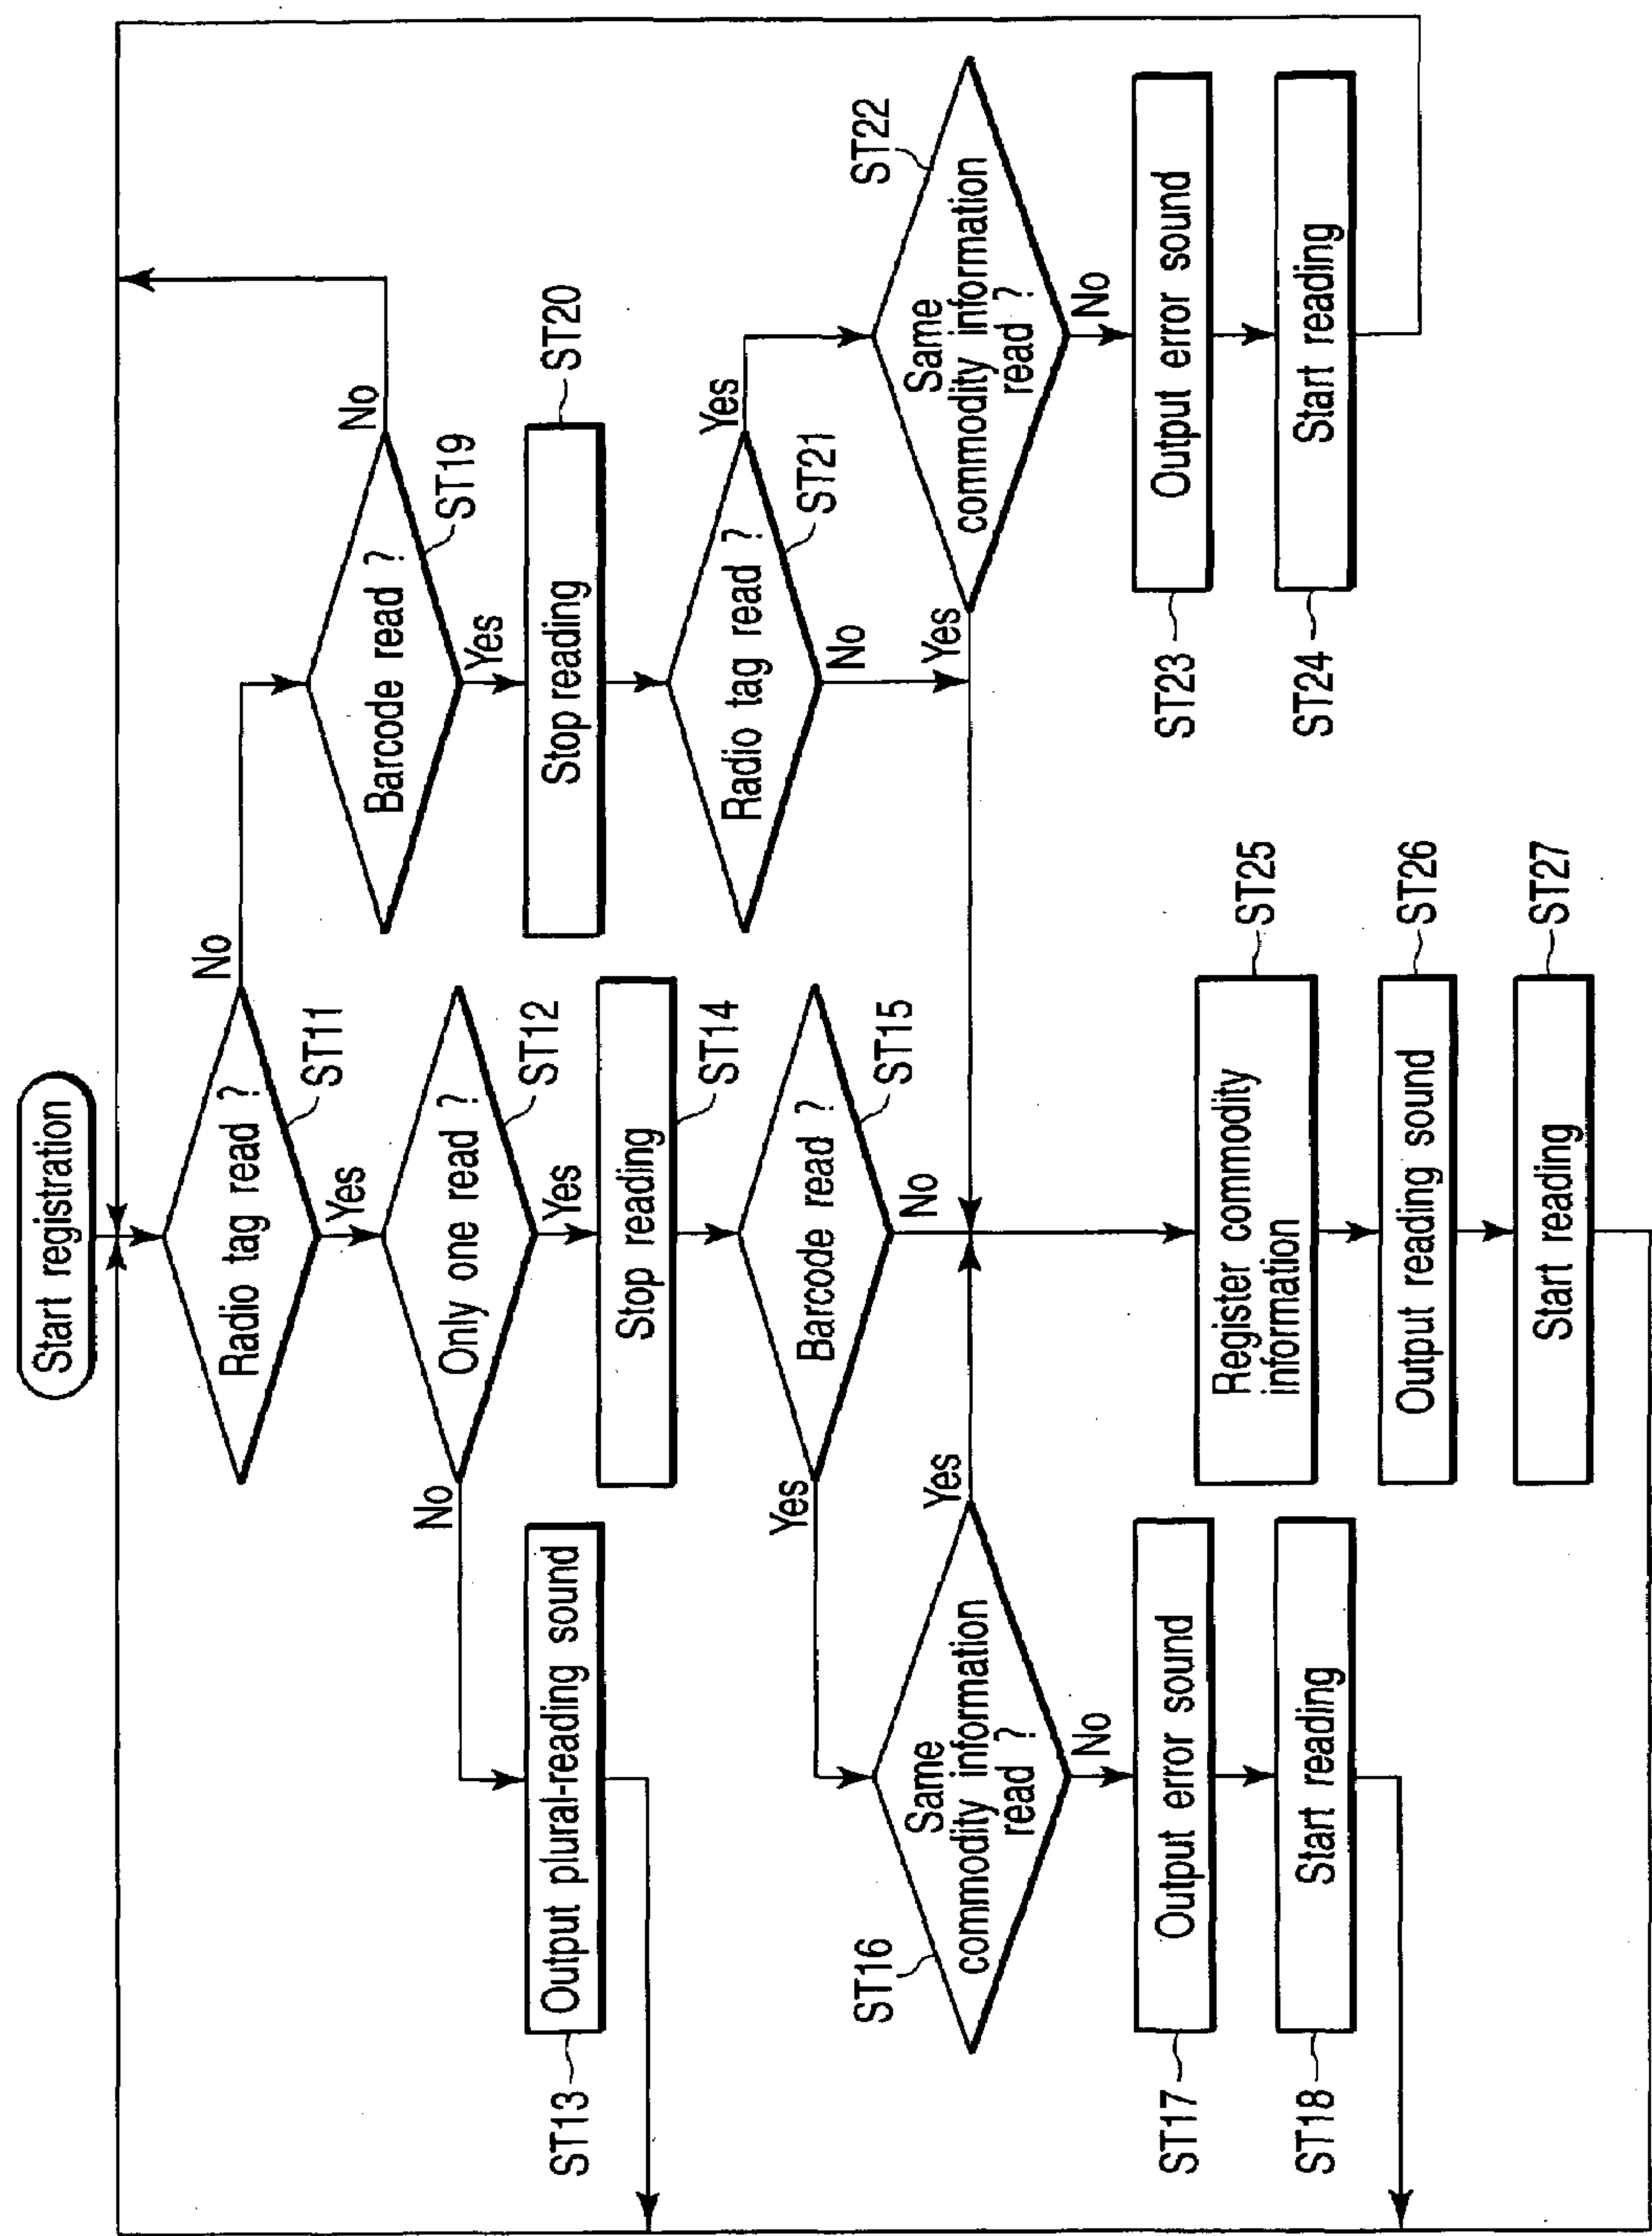 Start registration
Radio tag read ?
ST11
No
Yes
Only one read ?
ST12
No
Yes
Output plural-reading sound
ST13
Stop reading
ST14
Barcode read ?
ST15
Yes
No
Same
commodity information
read ?
ST16
Yes
No
Output error sound
ST17
Start reading
ST18
Barcode read ?
ST19
No
Yes
Stop reading
ST20
Radio tag read ?
ST21
Yes
No
Same
commodity information
read ?
ST22
Yes
No
Output error sound
ST23
Start reading
ST24
Register commodity
information
ST25
Output reading sound
ST26
Start reading
ST27